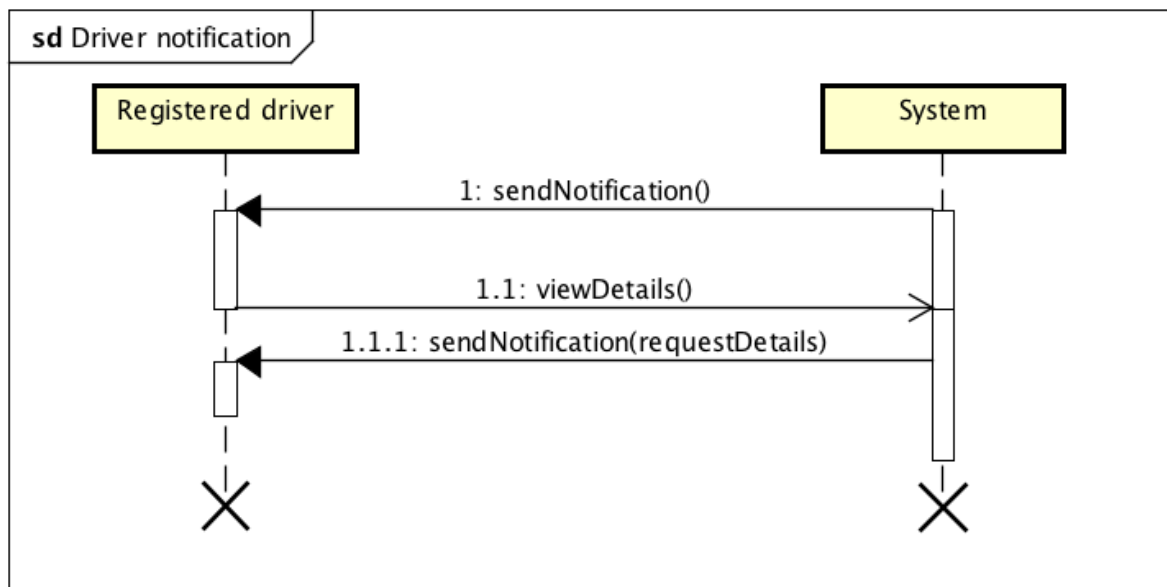 sd Driver notification
Registered driver
System
1: sendNotification()
1.1: viewDetails()
1.1.1: sendNotification(requestDetails)